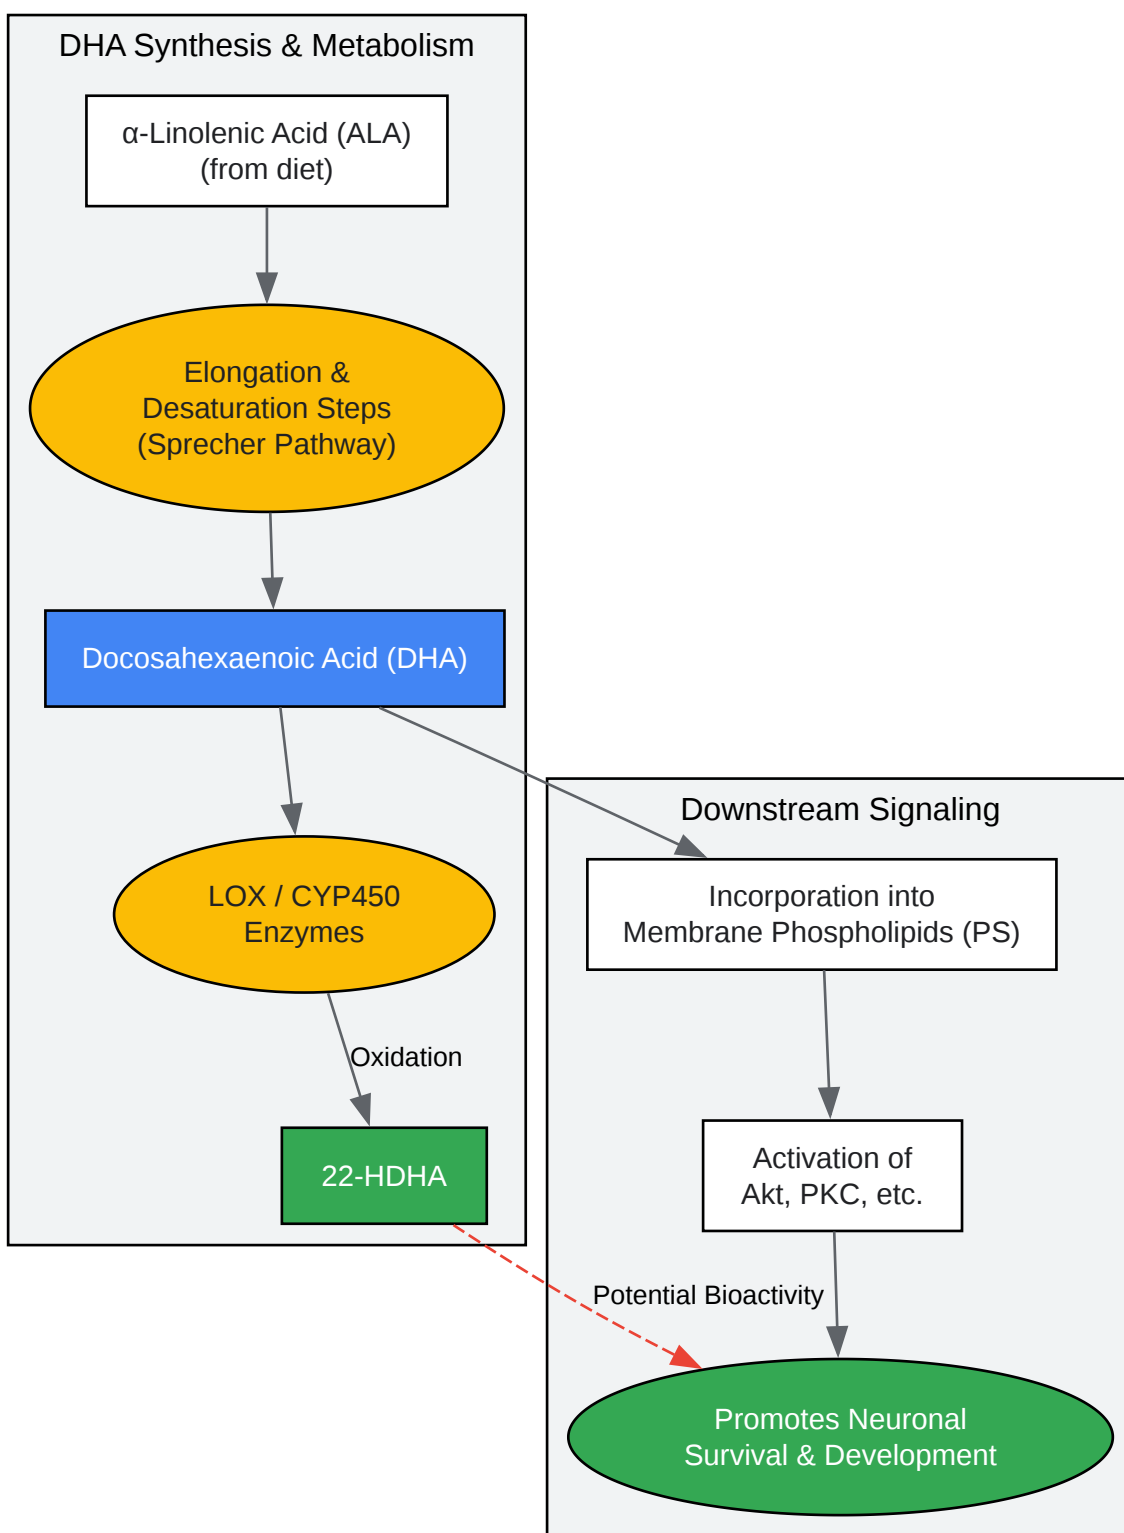 DHA Synthesis & Metabolism
α-Linolenic Acid (ALA)
(from diet)
Elongation &
Desaturation Steps
(Sprecher Pathway)
Docosahexaenoic Acid (DHA)
LOX / CYP450
Enzymes
Oxidation
22-HDHA
Downstream Signaling
Incorporation into
Membrane Phospholipids (PS)
Activation of
Akt, PKC, etc.
Potential Bioactivity
Promotes Neuronal
Survival & Development